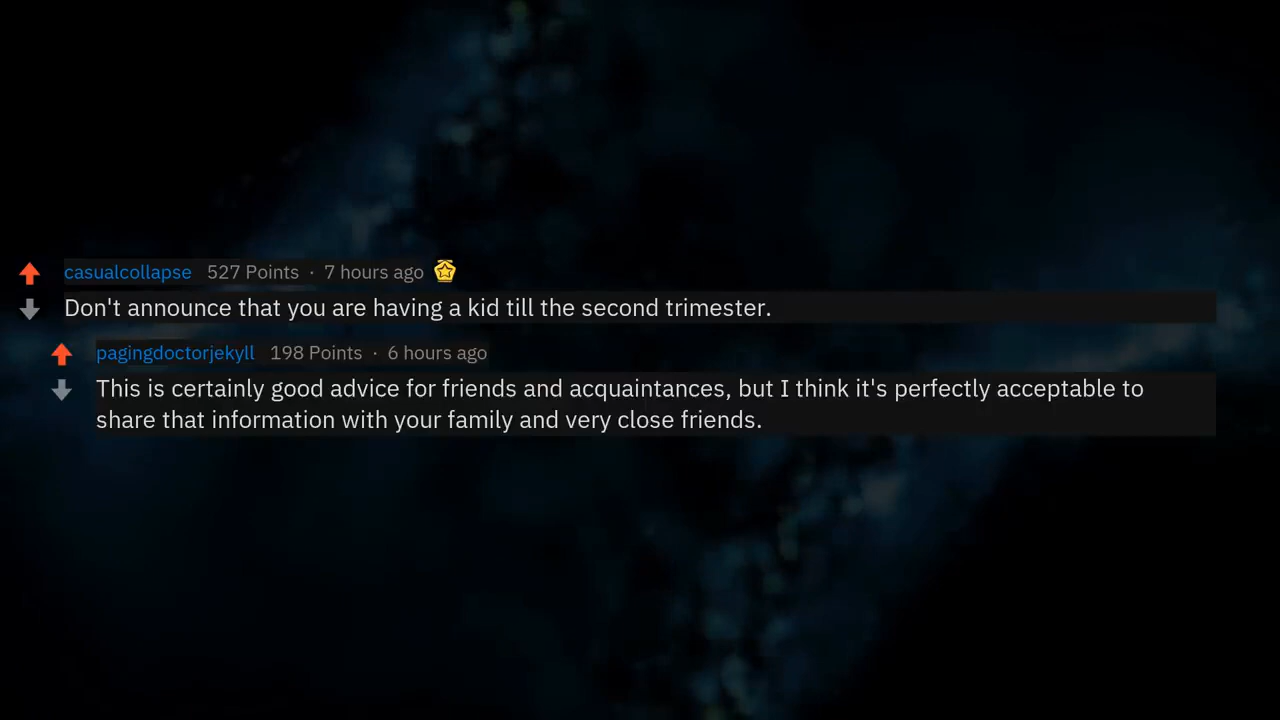 casualcollapse 527 Points · 7 hours ago
Don't announce that you are having a kid till the second trimester.
pagingdoctorjekyll 198 Points · 6 hours ago
This is certainly good advice for friends and acquaintances, but I think it's perfectly acceptable to
share that information with your family and very close friends.